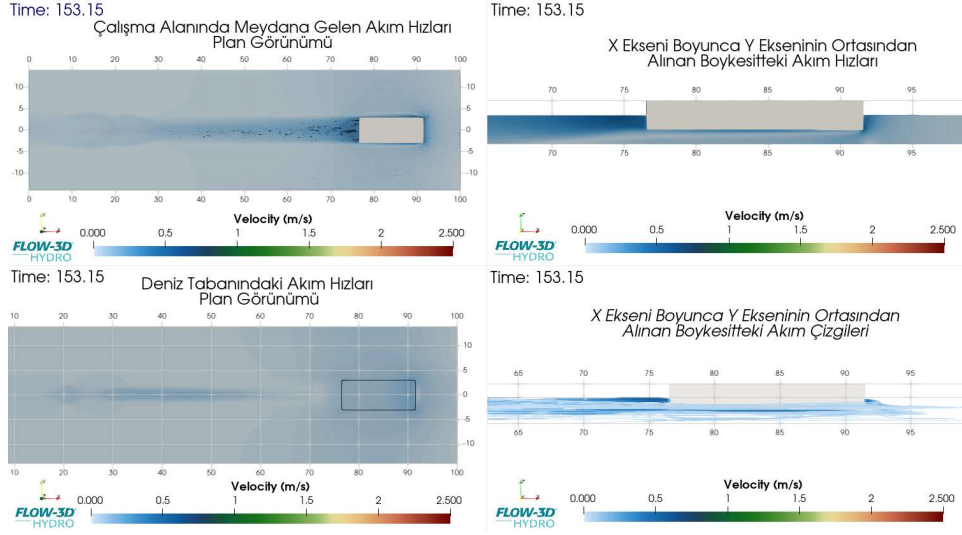 Time: 153.15
Çalışma Alanında Meydana Gelen Akım Hızları
Plan Görünümü
0 10 20 30 40 50 60 70 80 90 100
10
0
-5
-10
10
5
0
-5
-10
0 10 20 30 40 50 60 70 80 90 100
Velocity (m/s)
0.000 0.5 1 1.5 2 2.500
FLOW-3D
HYDRO
Time: 153.15
X Ekseni Boyunca Y Ekseninin Ortasından
Alınan Boykesitteki Akım Hızları
70 75 80 85 90 95
70 75 80 85 90 95
Velocity (m/s)
0.000 0.5 1 1.5 2 2.500
FLOW-3D
HYDRO
Time: 153.15
Deniz Tabanındaki Akım Hızları
Plan Görünümü
10 20 30 40 50 60 70 80 90 100
10
5
0
-5
-10
10 20 30 40 50 60 70 80 90 100
Velocity (m/s)
0.000 0.5 1 1.5 2 2.500
FLOW-3D
HYDRO
Time: 153.15
X Ekseni Boyunca Y Ekseninin Ortasından
Alınan Boykesitteki Akım Çizgileri
65 70 75 80 85 90 95
65 70 75 80 85 90 95
Velocity (m/s)
0.000 0.5 1 1.5 2 2.500
FLOW-3D
HYDRO